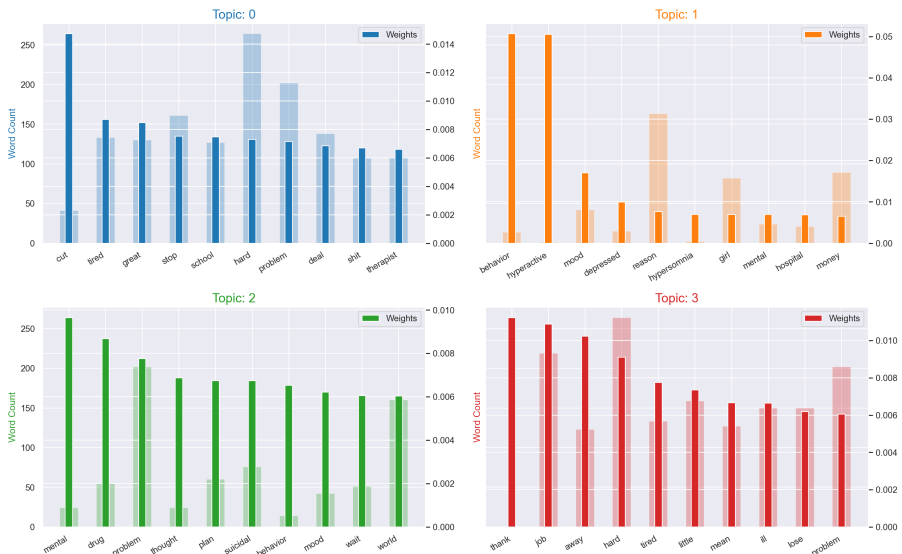 Topic: 0
Weights
Word Count
250
200
150
100
50
0
0.014
0.012
0.010
0.008
0.006
0.004
0.002
0.000
cut tired great stop school hard problem deal shit therapist
Topic: 1
Weights
Word Count
0.05
0.04
0.03
0.02
0.01
0.00
behavior hyperactive mood depressed reason hypersomnia girl mental hospital money
Topic: 2
Weights
Word Count
250
200
150
100
50
0
0.010
0.008
0.006
0.004
0.002
0.000
mental drug problem thought plan suicidal behavior mood wait world
Topic: 3
Weights
Word Count
0.010
0.008
0.006
0.004
0.002
0.000
thank job away hard tired little mean ill lose problem